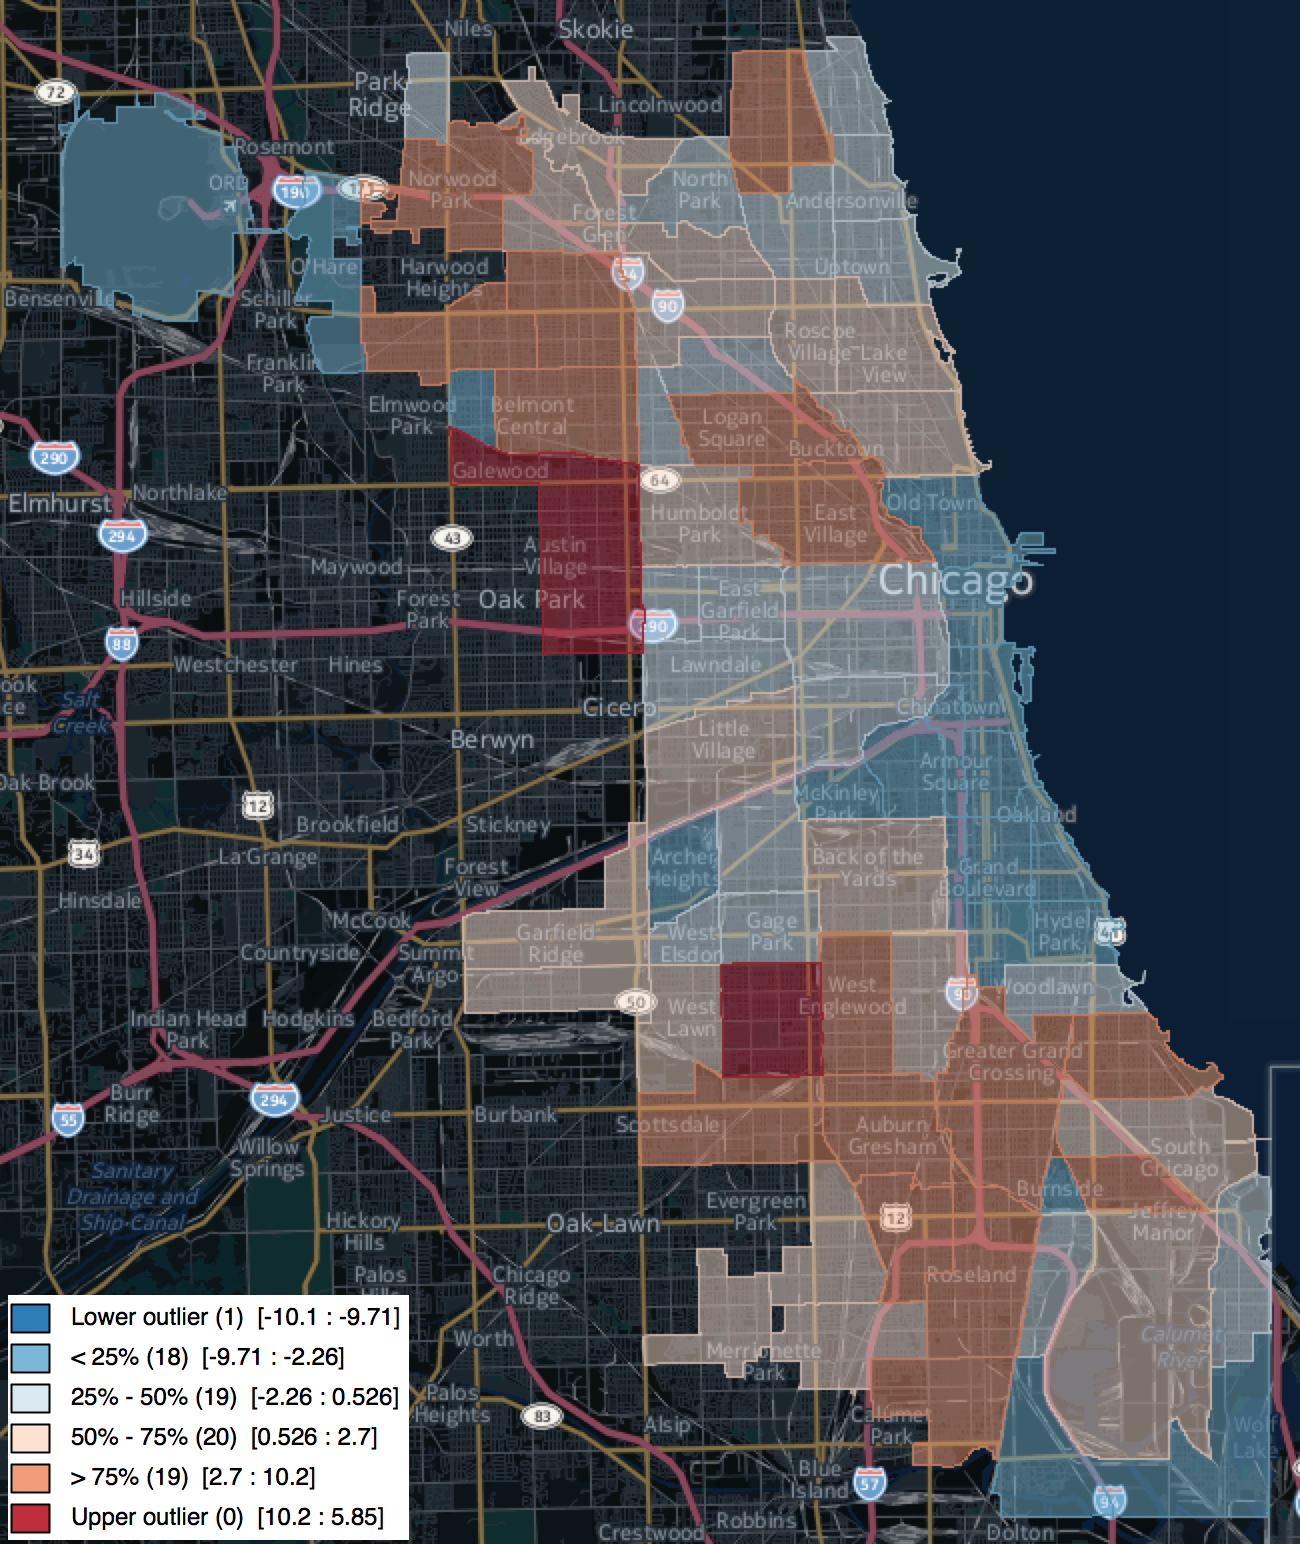 Niles
Skokie
72
Park
Ridge
Lincolnwood
Edgebrook
Rosemont
ORD
190
171
Norwood
Park
North
Park
Andersonville
Forest
Glen
O'Hare
Harwood
Heights
94
Uptown
Bensenville
Schiller
Park
90
Roscoe
Village
Lake
View
Franklin
Park
Elmwood
Park
Belmont
Central
Logan
Square
Bucktown
290
Galewood
64
Elmhurst
Northlake
Old Town
Humboldt
Park
East
Village
294
43
Austin
Village
Maywood
Chicago
Hillside
Forest
Park
Oak Park
East
Garfield
Park
290
88
Westchester
Hines
Lawndale
ook
ce
Salt
Creek
Cicero
Chinatown
Berwyn
Little
Village
Oak Brook
Armour
Square
McKinley
Park
12
Brookfield
Stickney
Oakland
34
La Grange
Forest
View
Archer
Heights
Back of the
Yards
Grand
Boulevard
Hinsdale
McCook
Gage
Park
Hyde
Park
Countryside
Summit
Argo
Garfield
Ridge
West
Elsdon
50
West
Lawn
West
Englewood
90
Woodlawn
Indian Head
Park
Hodgkins
Bedford
Park
Greater Grand
Crossing
294
Burr
Ridge
55
Justice
Burbank
Scottsdale
Auburn
Gresham
South
Chicago
Willow
Springs
Sanitary
Drainage and
Ship Canal
Burnside
Evergreen
Park
12
Jeffrey
Manor
Hickory
Hills
Oak Lawn
Palos
Hills
Chicago
Ridge
Roseland
Worth
Merrionette
Park
Calumet
River
Palos
Heights
83
Alsip
Calumet
Park
Wolf
Lake
Blue
Island
57
94
Robbins
Crestwood
Dolton
Lower outlier (1) [-10.1 : -9.71]
< 25% (18) [-9.71 : -2.26]
25% - 50% (19) [-2.26 : 0.526]
50% - 75% (20) [0.526 : 2.7]
> 75% (19) [2.7 : 10.2]
Upper outlier (0) [10.2 : 5.85]